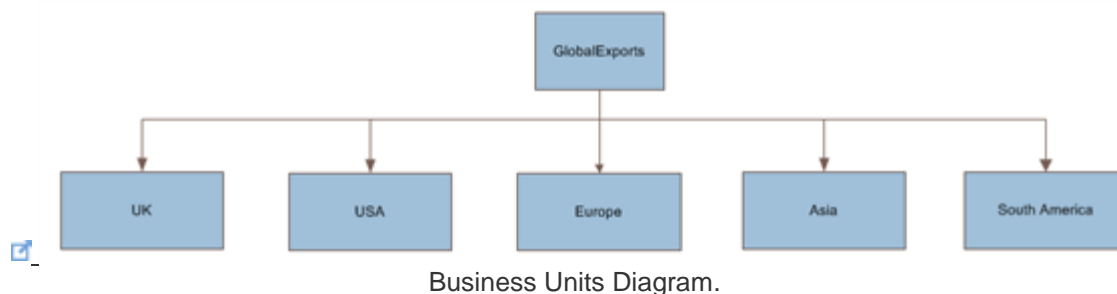 GlobalExports
UK USA Europe Asia South America
Business Units Diagram.